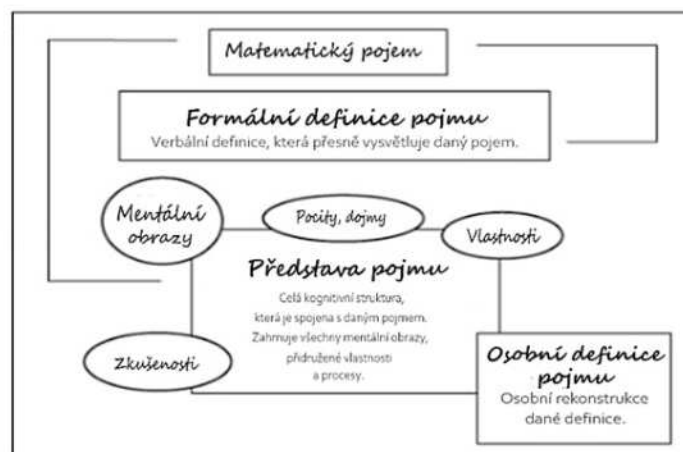 Matematický pojem
Formální definice pojmu
Verbální definice, která přesně vysvětluje daný pojem.
Mentální
obrazy
Pocity, dojmy
Vlastnosti
Představa pojmu
Celá kognitivní struktura,
která je spojena s daným pojmem.
Zahrnuje všechny mentální obrazy,
přidružené vlastnosti
a procesy.
Zkušenosti
Osobní definice
pojmu
Osobní rekonstrukce
dané definice.